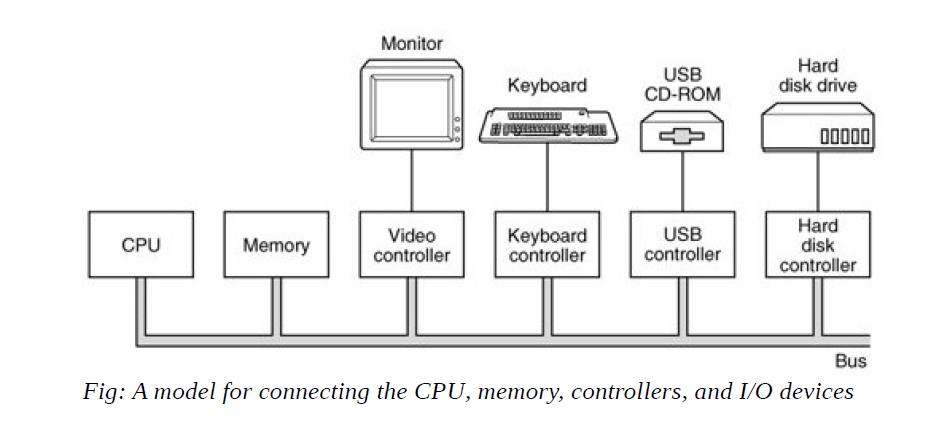 Monitor
Keyboard
USB
CD-ROM
Hard
disk drive
CPU
Memory
Video
controller
Keyboard
controller
USB
controller
Hard
disk
controller
Bus
Fig: A model for connecting the CPU, memory, controllers, and I/O devices